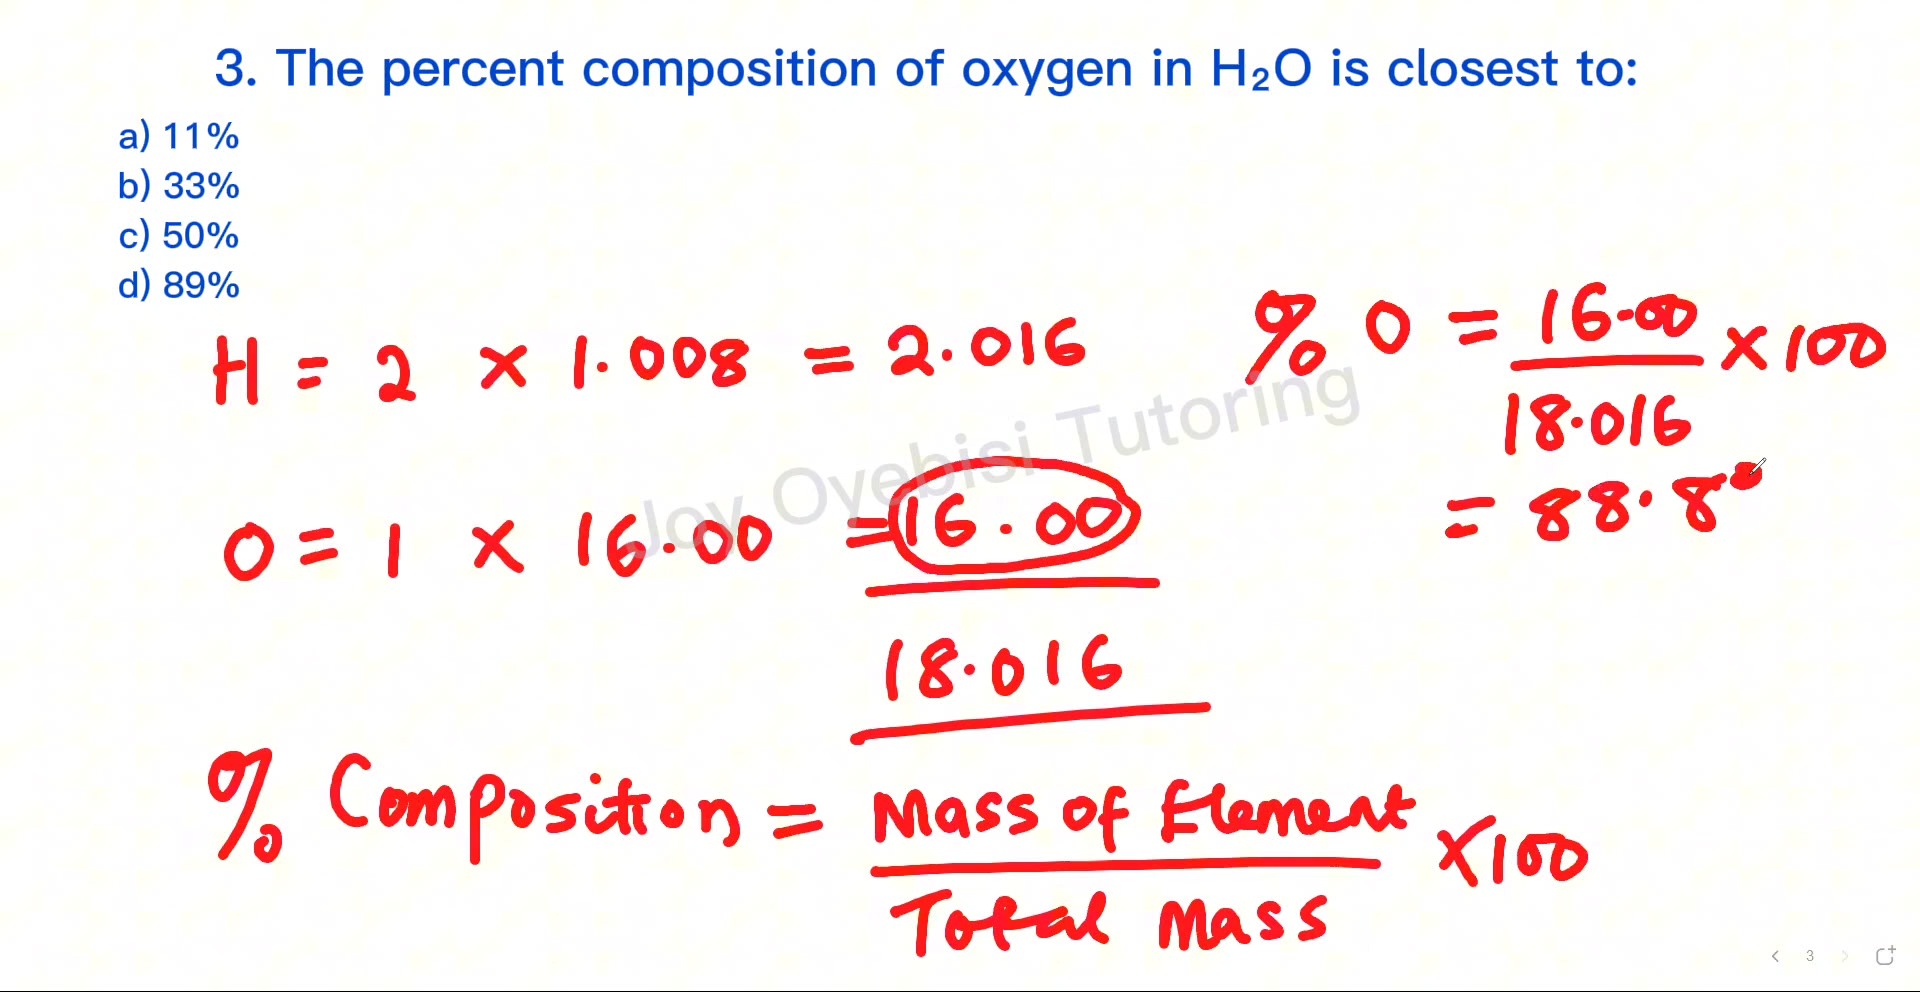 3. The percent composition of oxygen in H₂O is closest to:
a) 11%
b) 33%
c) 50%
d) 89%
H = 2 × 1.008 = 2.016
O = 1 × 16.00 = 16.00
18.016
% O = 16.00 × 100
18.016
= 88.8
% Composition = Mass of Element × 100
Total Mass
Joy Oyebisi Tutoring
3